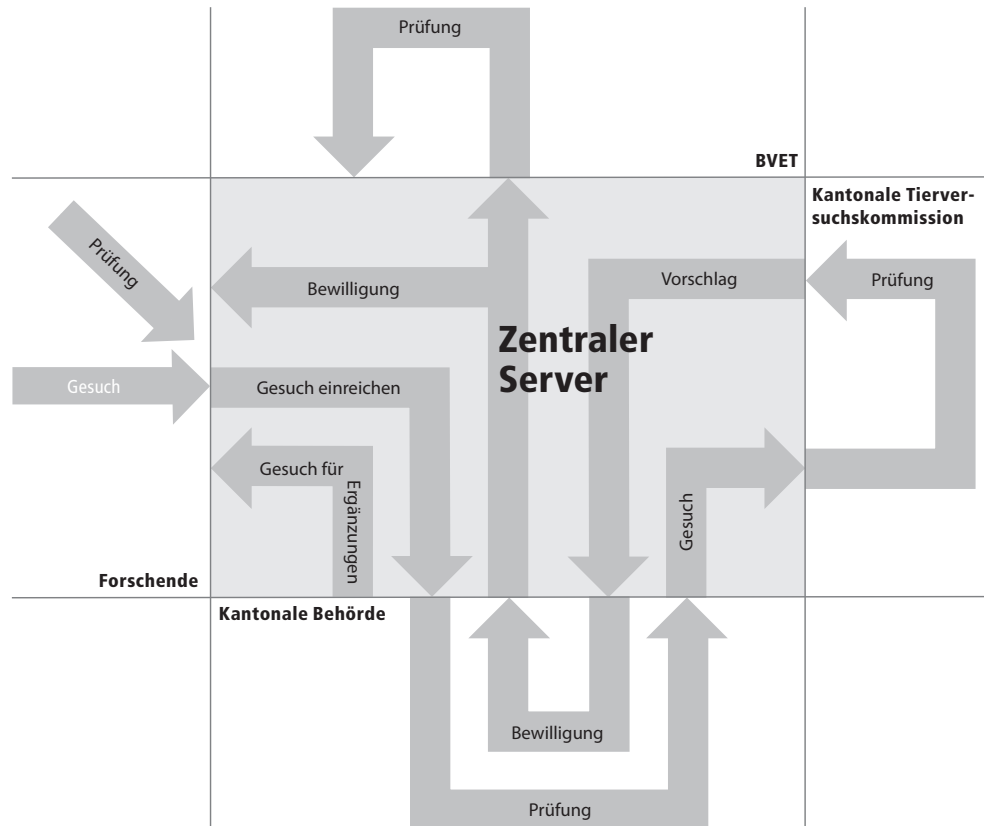 Prüfung
BVET
Kantonale Tierver-
suchskommission
Prüfung
Bewilligung
Vorschlag
Prüfung
Zentraler
Server
Gesuch
Gesuch einreichen
Gesuch für
Ergänzungen
Gesuch
Forschende
Kantonale Behörde
Bewilligung
Prüfung